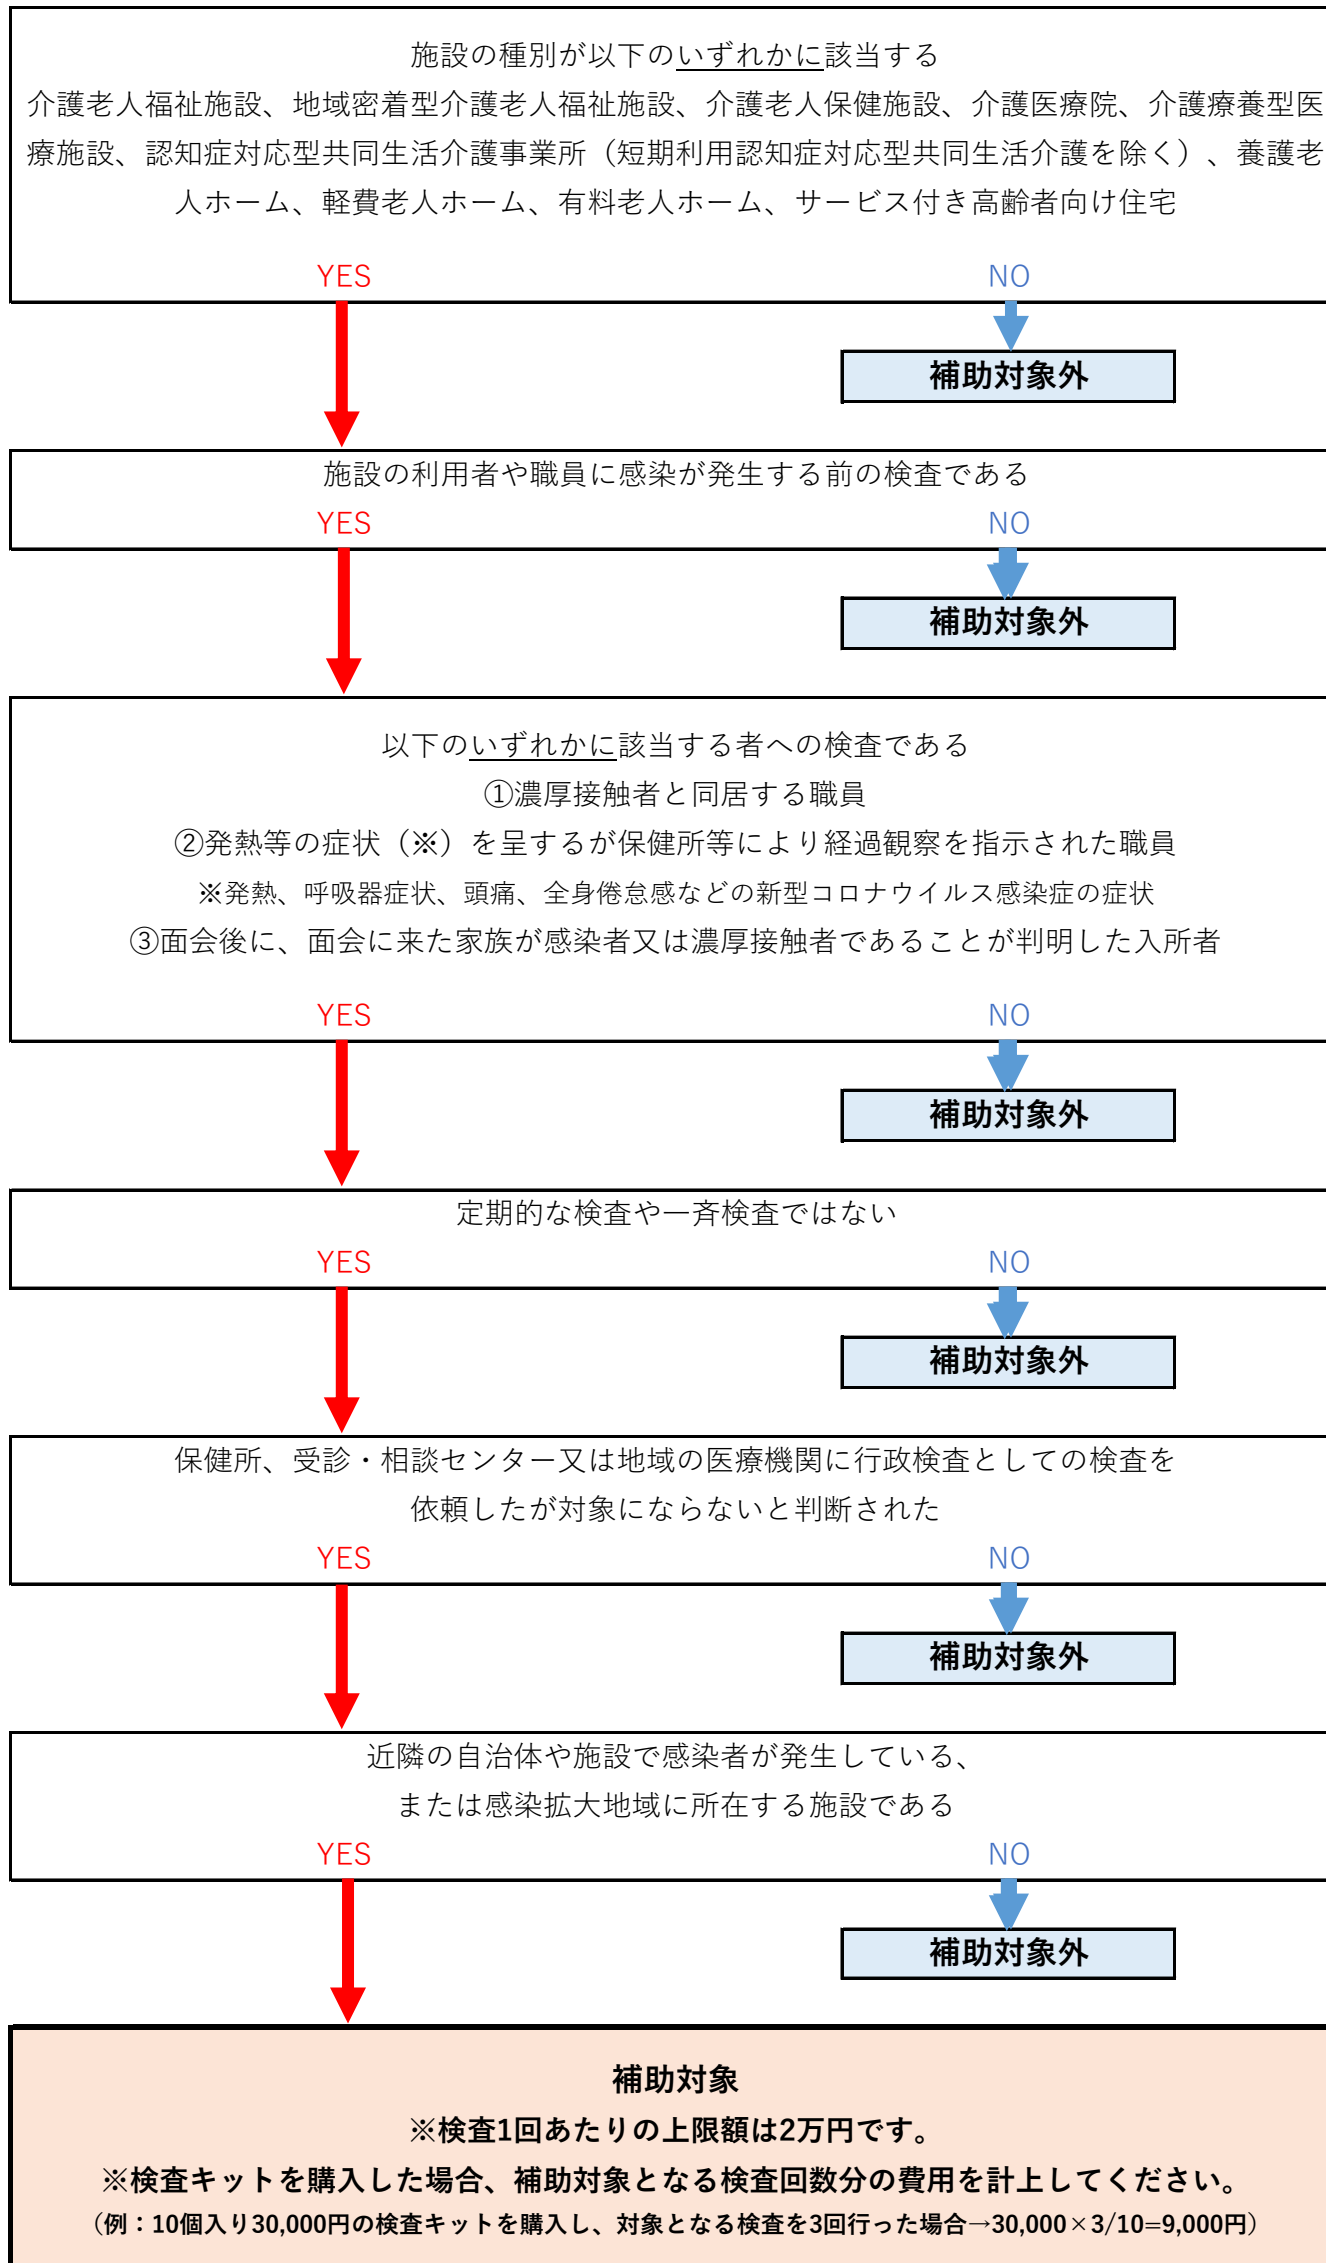 施設の種別が以下のいずれかに該当する
介護老人福祉施設、地域密着型介護老人福祉施設、介護老人保健施設、介護医療院、介護療養型医
療施設、認知症対応型共同生活介護事業所（短期利用認知症対応型共同生活介護を除く）、養護老
人ホーム、軽費老人ホーム、有料老人ホーム、サービス付き高齢者向け住宅
YES NO
補助対象外
施設の利用者や職員に感染が発生する前の検査である
YES NO
補助対象外
以下のいずれかに該当する者への検査である
①濃厚接触者と同居する職員
②発熱等の症状（※）を呈するが保健所等により経過観察を指示された職員
※発熱、呼吸器症状、頭痛、全身倦怠感などの新型コロナウイルス感染症の症状
③面会後に、面会に来た家族が感染者又は濃厚接触者であることが判明した入所者
YES NO
補助対象外
定期的な検査や一斉検査ではない
YES NO
補助対象外
保健所、受診・相談センター又は地域の医療機関に行政検査としての検査を
依頼したが対象にならないと判断された
YES NO
補助対象外
近隣の自治体や施設で感染者が発生している、
または感染拡大地域に所在する施設である
YES NO
補助対象外
補助対象
※検査1回あたりの上限額は2万円です。
※検査キットを購入した場合、補助対象となる検査回数分の費用を計上してください。
（例：10個入り30,000円の検査キットを購入し、対象となる検査を3回行った場合→30,000×3/10=9,000円）